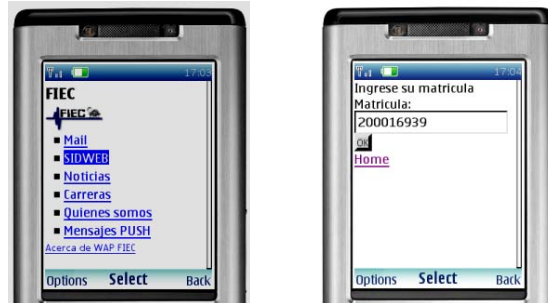 17:03
FIEC
FIEC
Mail
SIDWEB
Noticias
Carreras
Quienes somos
Mensajes PUSH
Acerca de WAP FIEC
Options Select Back
17:04
Ingrese su matricula
Matricula:
200016939
OK
Home
Options Select Back